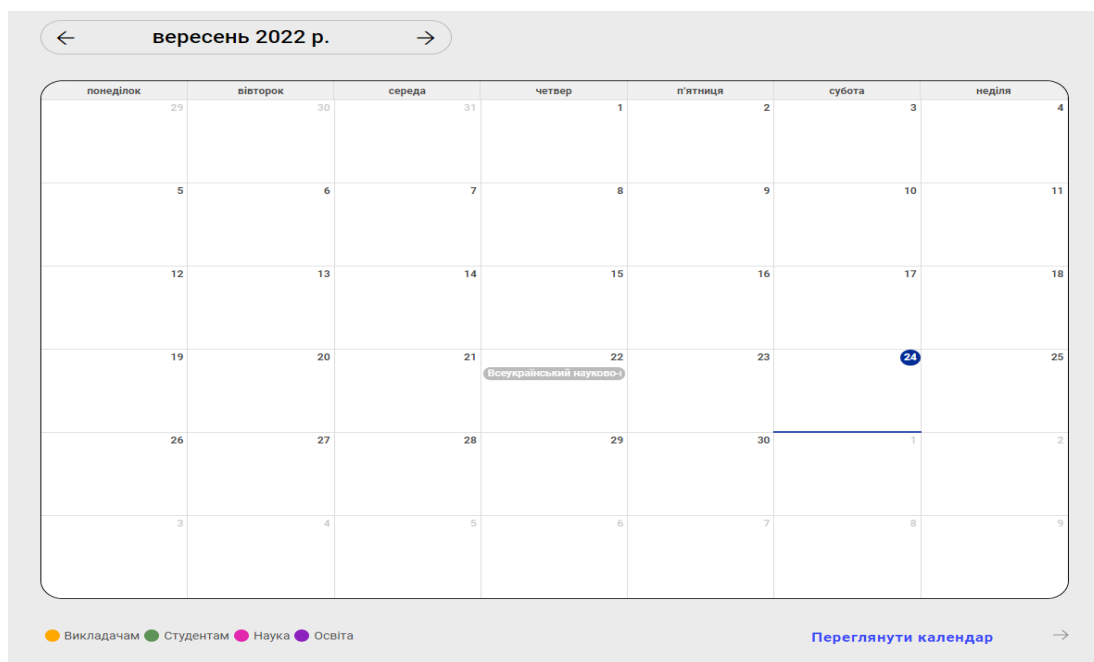 вересень 2022 р.
понеділок вівторок середа четвер п'ятниця субота неділя
29 30 31 1 2 3 4
5 6 7 8 9 10 11
12 13 14 15 16 17 18
19 20 21 22 23 24 25
Всеукраїнський науково-
26 27 28 29 30 1 2
3 4 5 6 7 8 9
Викладачам Студентам Наука Освіта
Переглянути календар